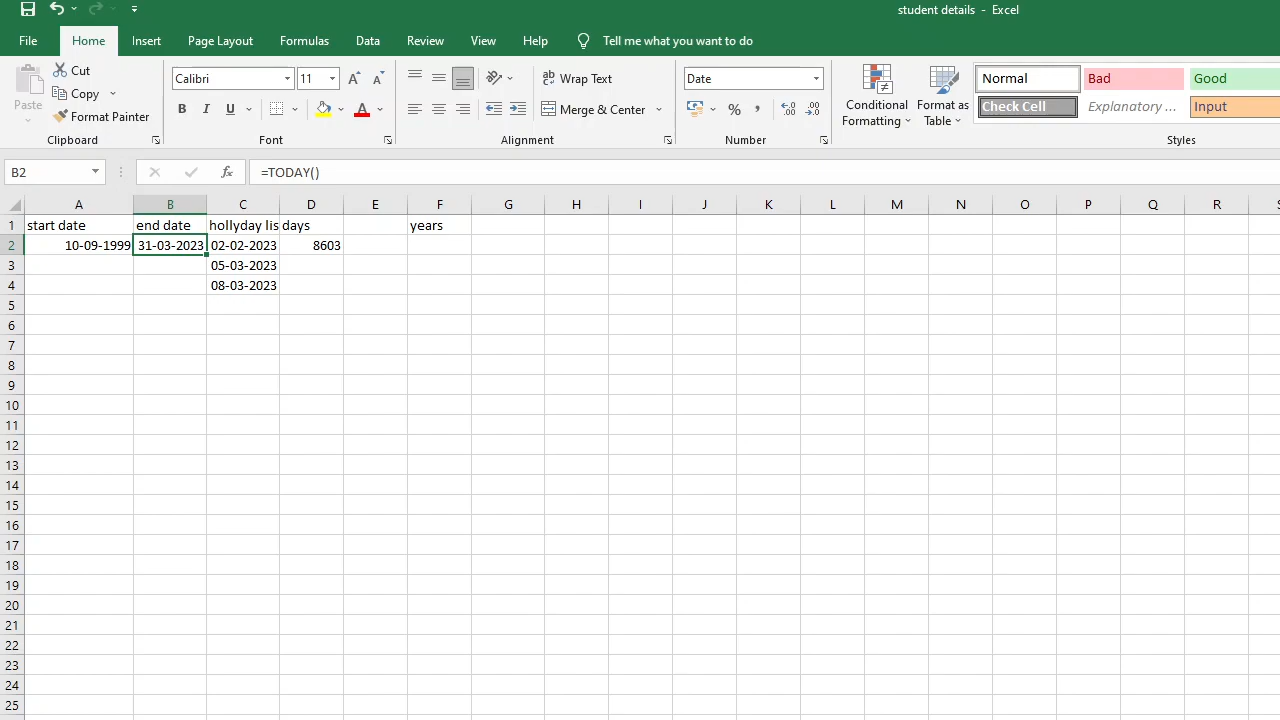 student details - Excel
File Home Insert Page Layout Formulas Data Review View Help Tell me what you want to do
Paste
Cut
Copy
Format Painter
Clipboard
Calibri 11
B I U
Font
Wrap Text
Merge & Center
Alignment
Date
Number
Conditional
Formatting
Format as
Table
Normal Bad Good
Check Cell Explanatory ... Input
Styles
B2 fx =TODAY()
A B C D E F G H I J K L M N O P Q R S
1 start date end date hollyday lis days years
2 10-09-1999 31-03-2023 02-02-2023 8603
3 05-03-2023
4 08-03-2023
5
6
7
8
9
10
11
12
13
14
15
16
17
18
19
20
21
22
23
24
25